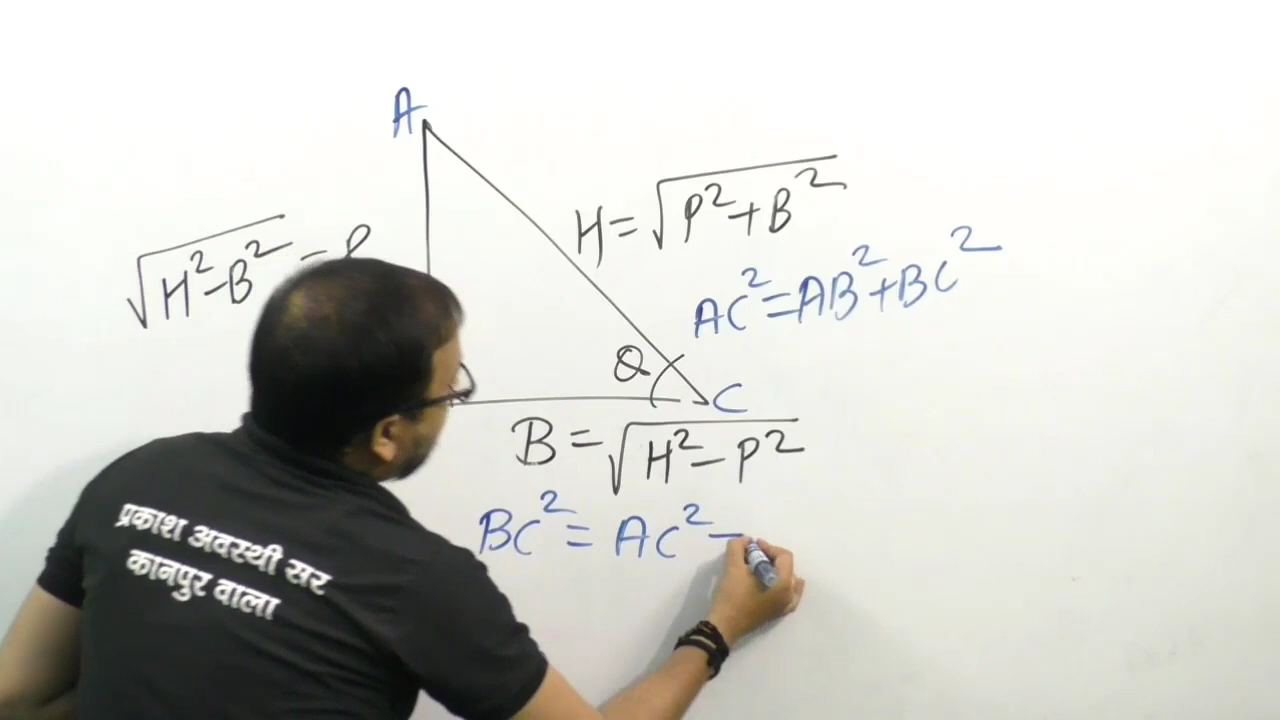 A
H = √P²+B²
√H²-B² = P
AC² = AB² + BC²
Q
C
B = √H²-P²
BC² = AC² -
प्रकाश अवस्थी सर
कानपुर वाला